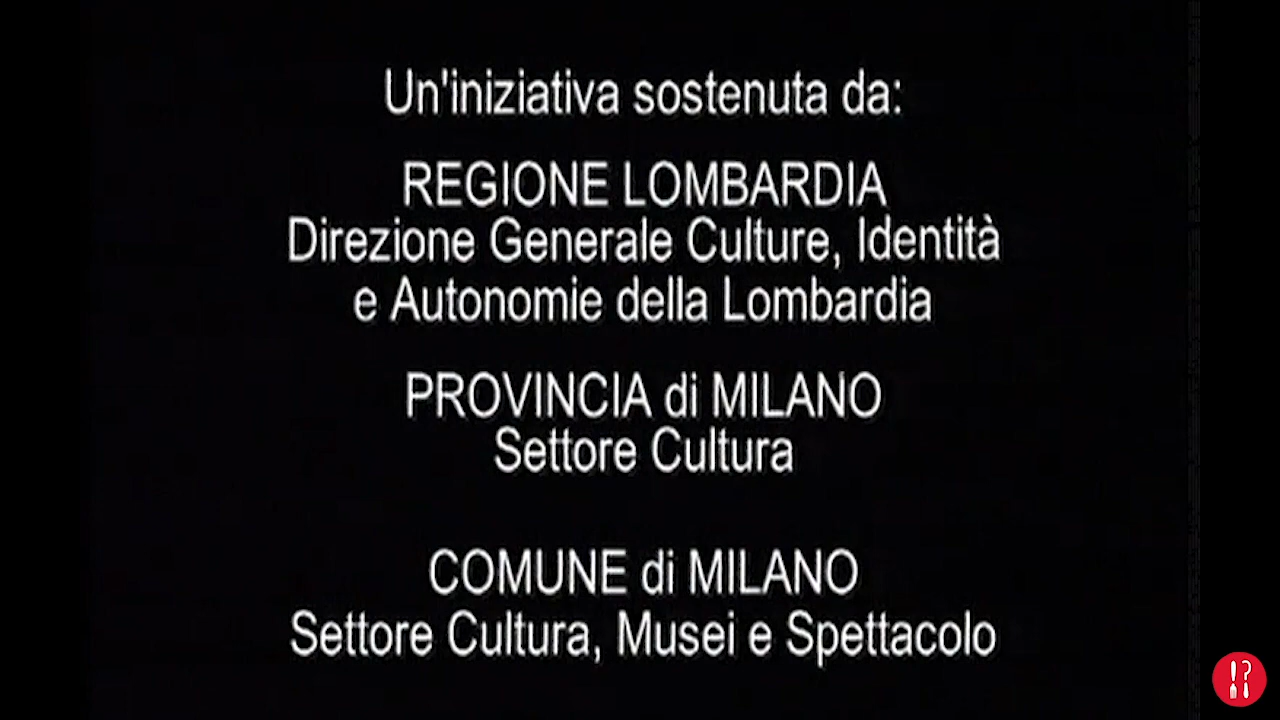 Un'iniziativa sostenuta da:
REGIONE LOMBARDIA
Direzione Generale Culture, Identità
e Autonomie della Lombardia
PROVINCIA di MILANO
Settore Cultura
COMUNE di MILANO
Settore Cultura, Musei e Spettacolo